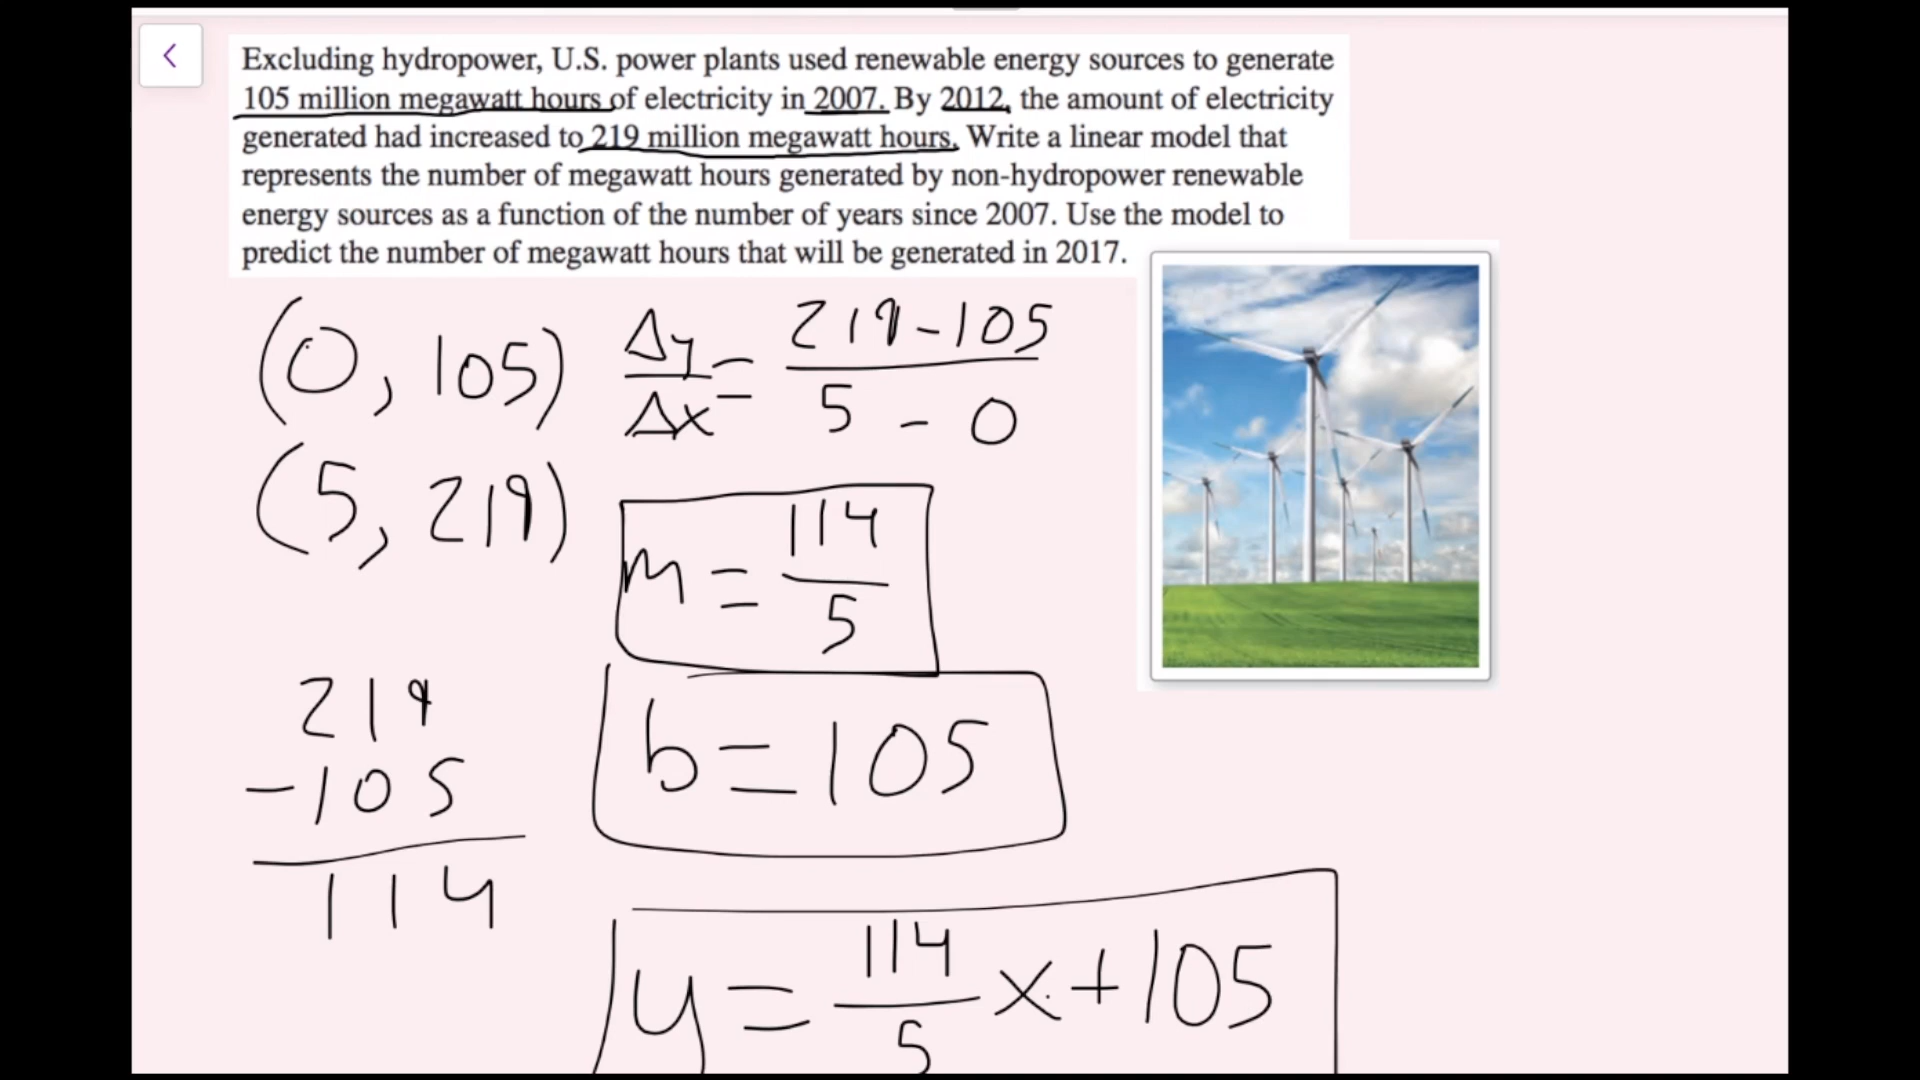 Excluding hydropower, U.S. power plants used renewable energy sources to generate
105 million megawatt hours of electricity in 2007. By 2012, the amount of electricity
generated had increased to 219 million megawatt hours. Write a linear model that
represents the number of megawatt hours generated by non-hydropower renewable
energy sources as a function of the number of years since 2007. Use the model to
predict the number of megawatt hours that will be generated in 2017.
(0, 105)
(5, 219)
Δy/Δx = 219-105/5 - 0
m = 114/5
b = 105
219
-105
114
y = 114/5 x + 105